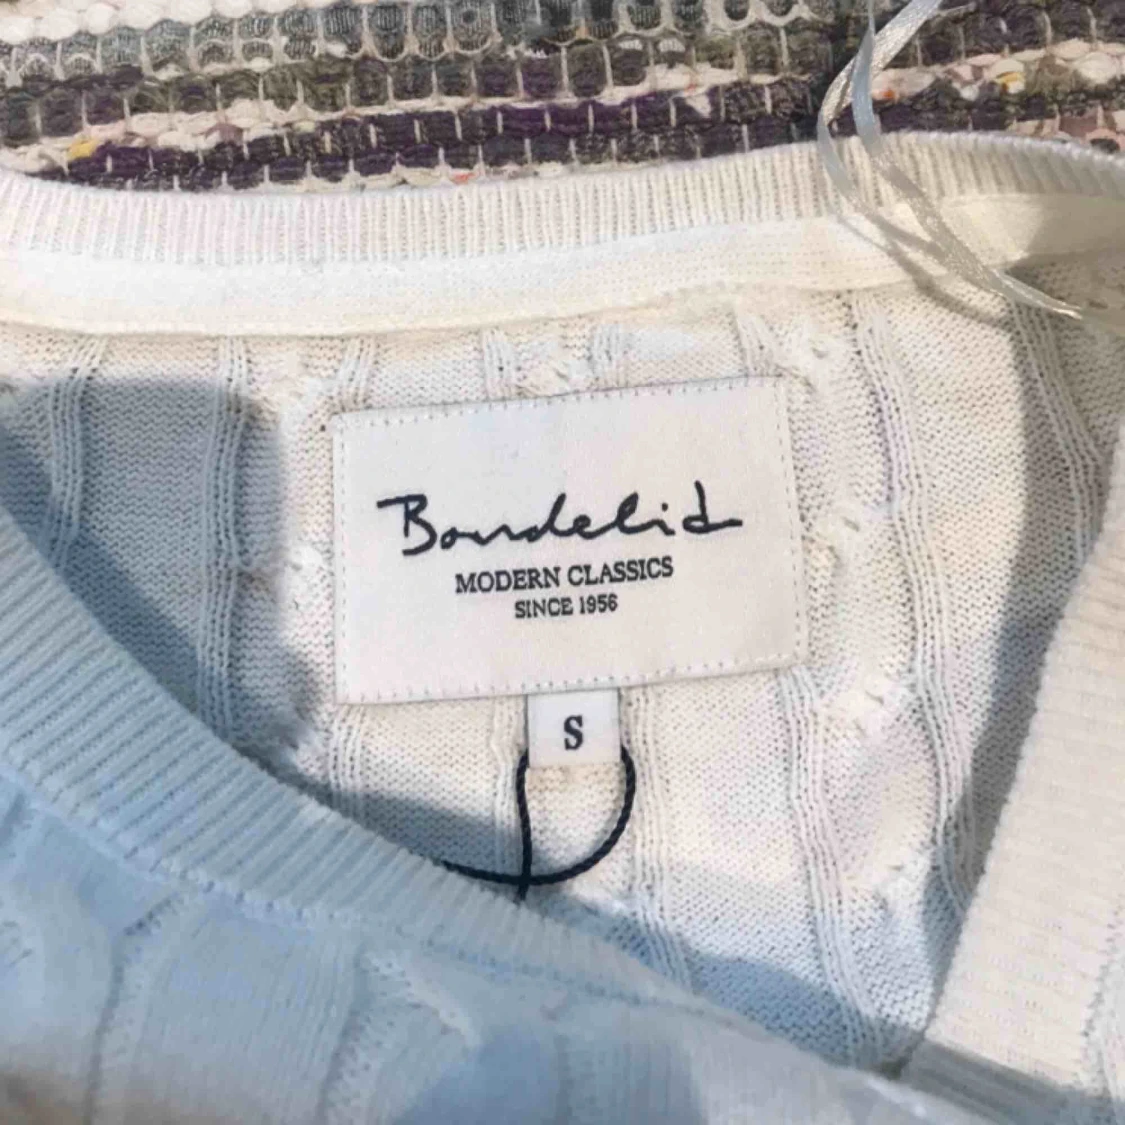 Bondelid
MODERN CLASSICS
SINCE 1956
S